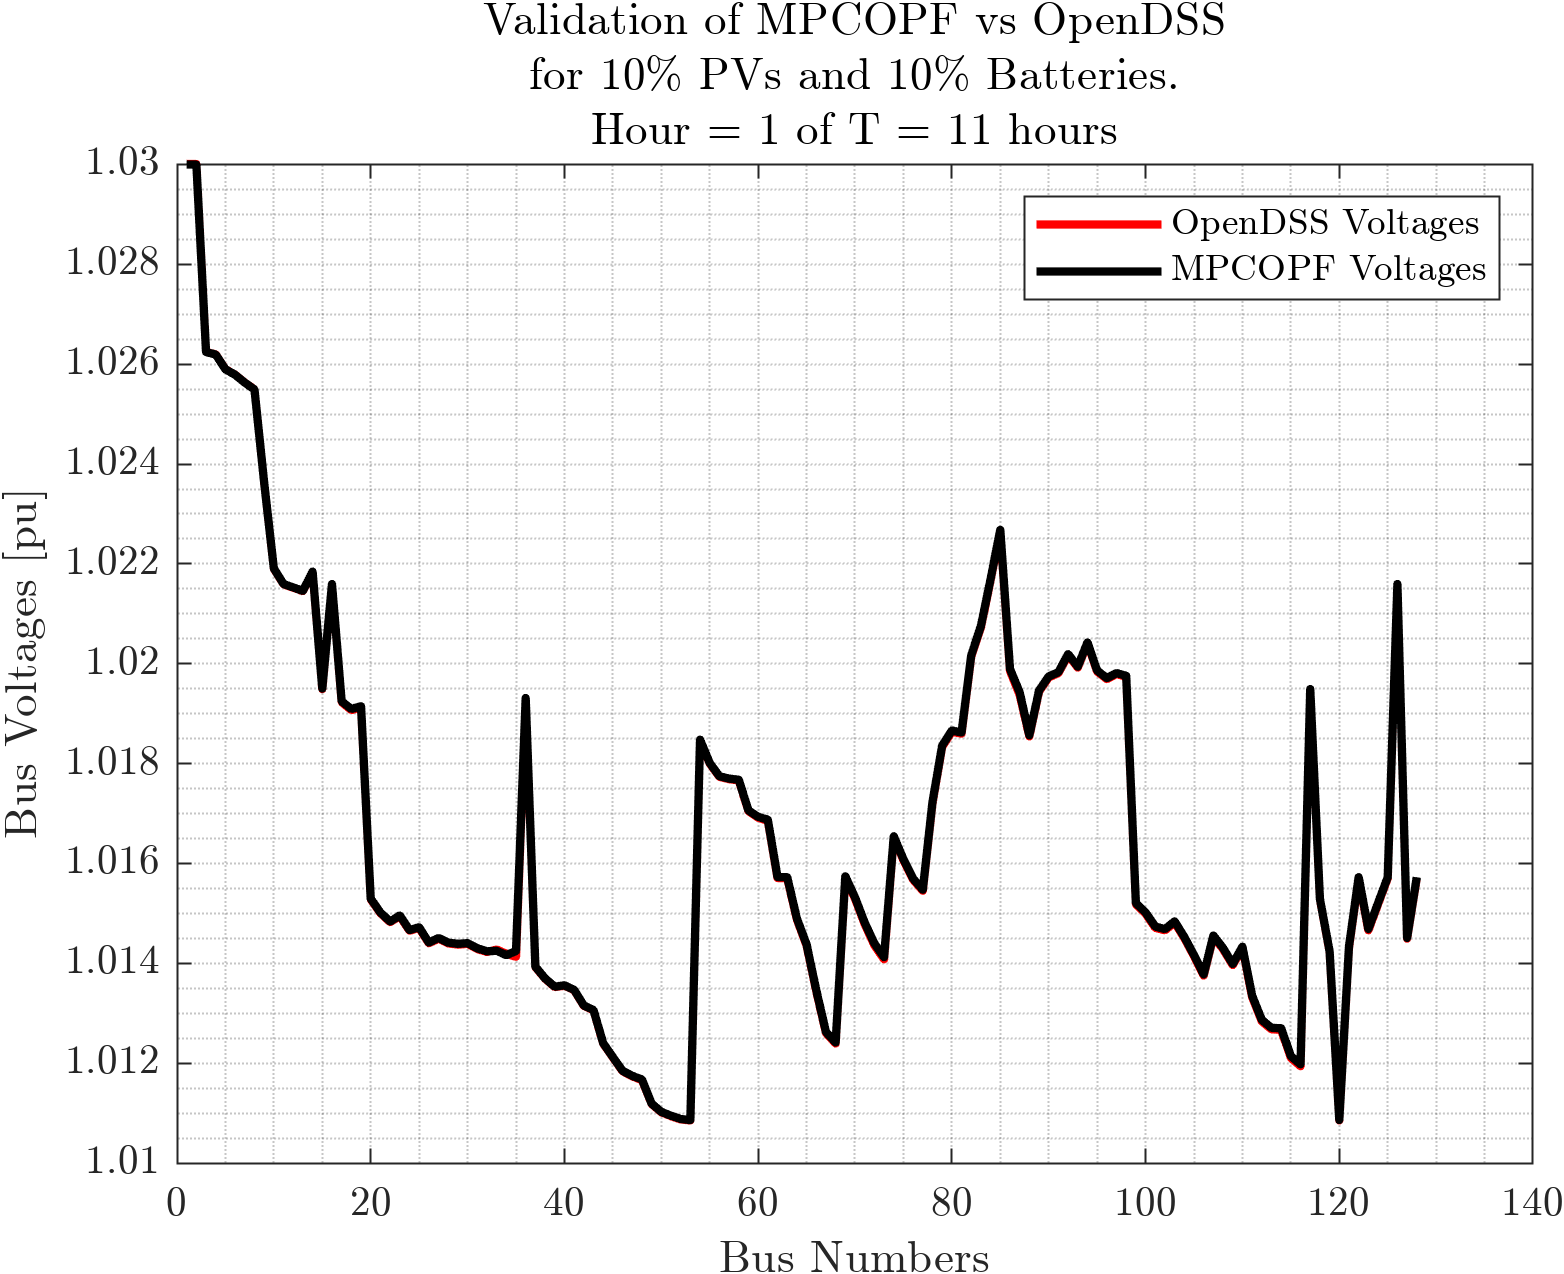 Validation of MPCOPF vs OpenDSS
for 10% PVs and 10% Batteries.
Hour = 1 of T = 11 hours
OpenDSS Voltages
MPCOPF Voltages
Bus Voltages [pu]
1.03
1.028
1.026
1.024
1.022
1.02
1.018
1.016
1.014
1.012
1.01
0 20 40 60 80 100 120 140
Bus Numbers